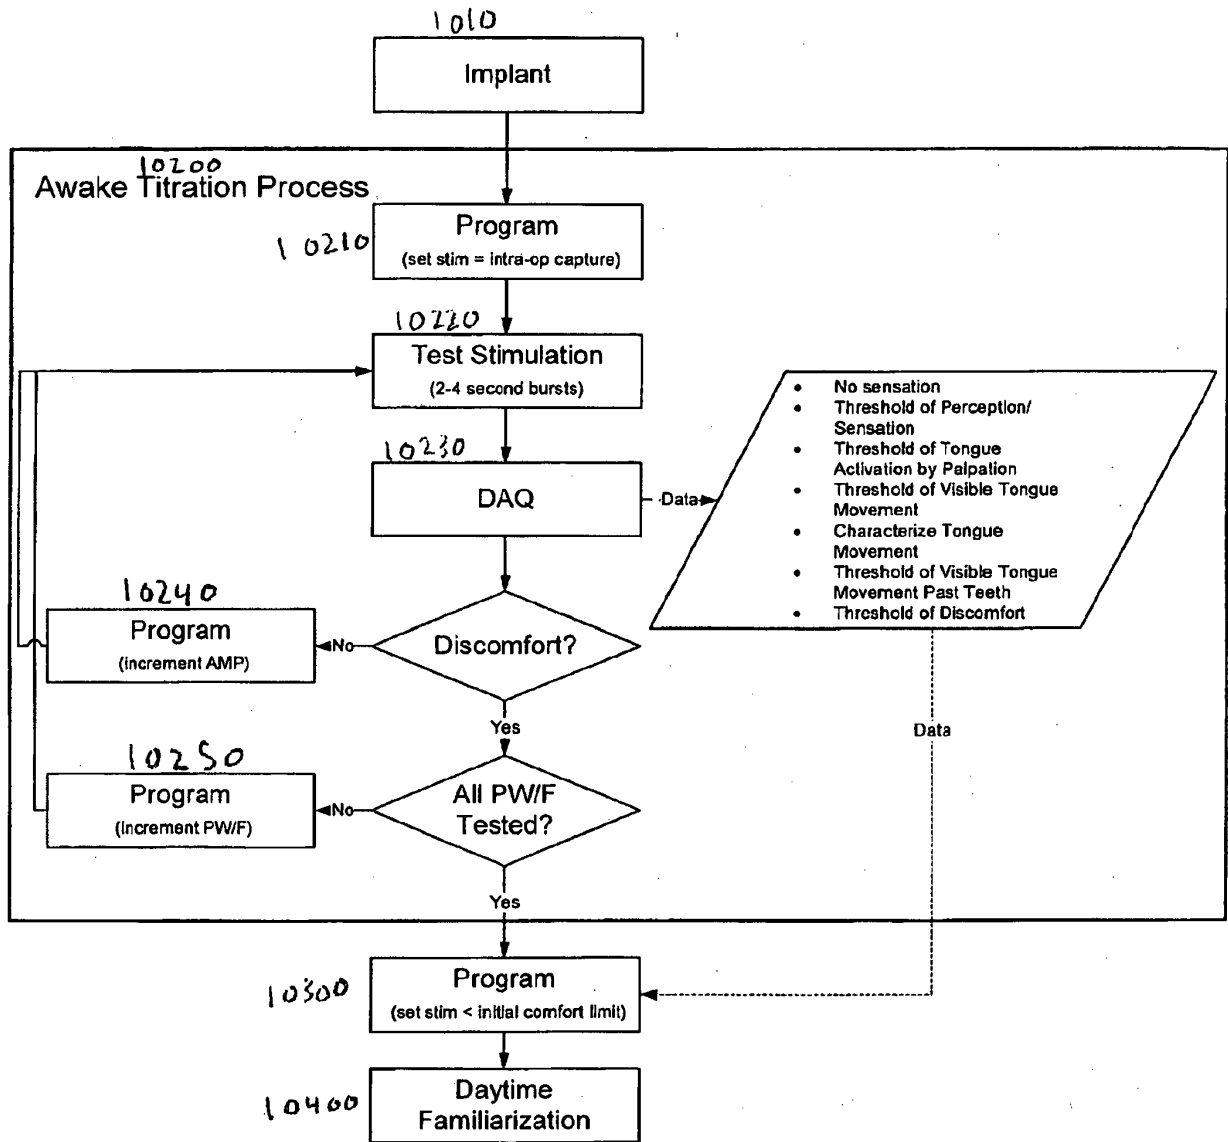 1010
Implant
10200
Awake Titration Process
10210
Program
(set stim = intra-op capture)
10220
Test Stimulation
(2-4 second bursts)
10230
DAQ
Data
• No sensation
• Threshold of Perception/
Sensation
• Threshold of Tongue
Activation by Palpation
• Threshold of Visible Tongue
Movement
• Characterize Tongue
Movement
• Threshold of Visible Tongue
Movement Past Teeth
• Threshold of Discomfort
10240
Program
(increment AMP)
No
Discomfort?
Yes
Data
10250
Program
(increment PW/F)
No
All PW/F
Tested?
Yes
10300
Program
(set stim < initial comfort limit)
10400
Daytime
Familiarization